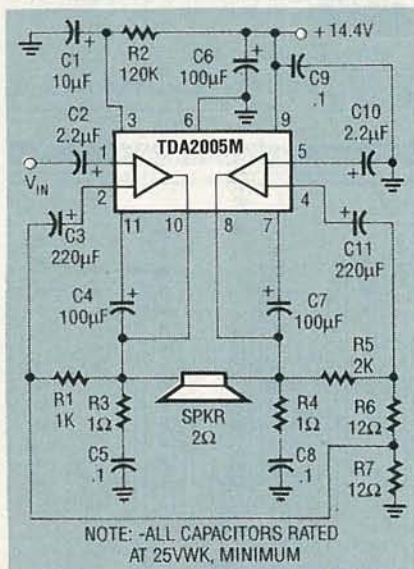 + 14.4V
C1
10µF
R2
120K
C6
100µF
C9
.1
C2
2.2µF
3
6
9
TDA2005M
C10
2.2µF
1
5
VIN
2
4
C3
220µF
11
10
8
7
C11
220µF
C4
100µF
C7
100µF
R5
2K
R1
1K
R3
1Ω
SPKR
2Ω
R4
1Ω
R6
12Ω
C5
.1
C8
.1
R7
12Ω
NOTE: -ALL CAPACITORS RATED
AT 25VWK, MINIMUM